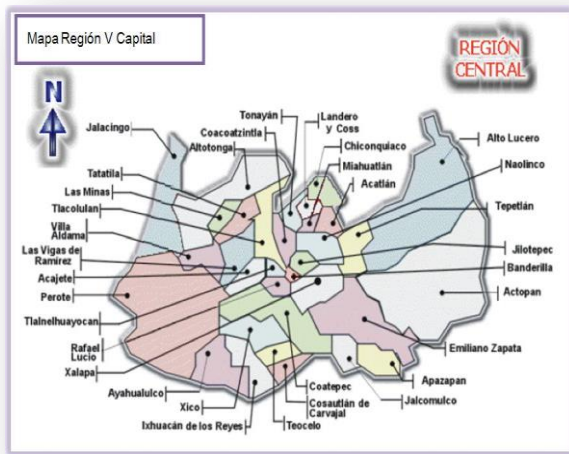 Mapa Región V Capital
REGIÓN
CENTRAL
N
Jalacingo
Tonayán
Coacoatzintla
Altotonga
Landero
y Coss
Chiconquiaco
Miahuatlán
Acatlán
Alto Lucero
Naolinco
Tepetlán
Tatatila
Las Minas
Tlacolulan
Villa
Aldama
Las Vigas de
Ramírez
Acajete
Perote
Tlalnelhuayocan
Rafael
Lucio
Xalapa
Jilotepec
Banderilla
Actopan
Emiliano Zapata
Apazapan
Jalcomulco
Ayahualulco
Xico
Ixhuacán de los Reyes
Coatepec
Cosautlán de
Carvajal
Teocelo